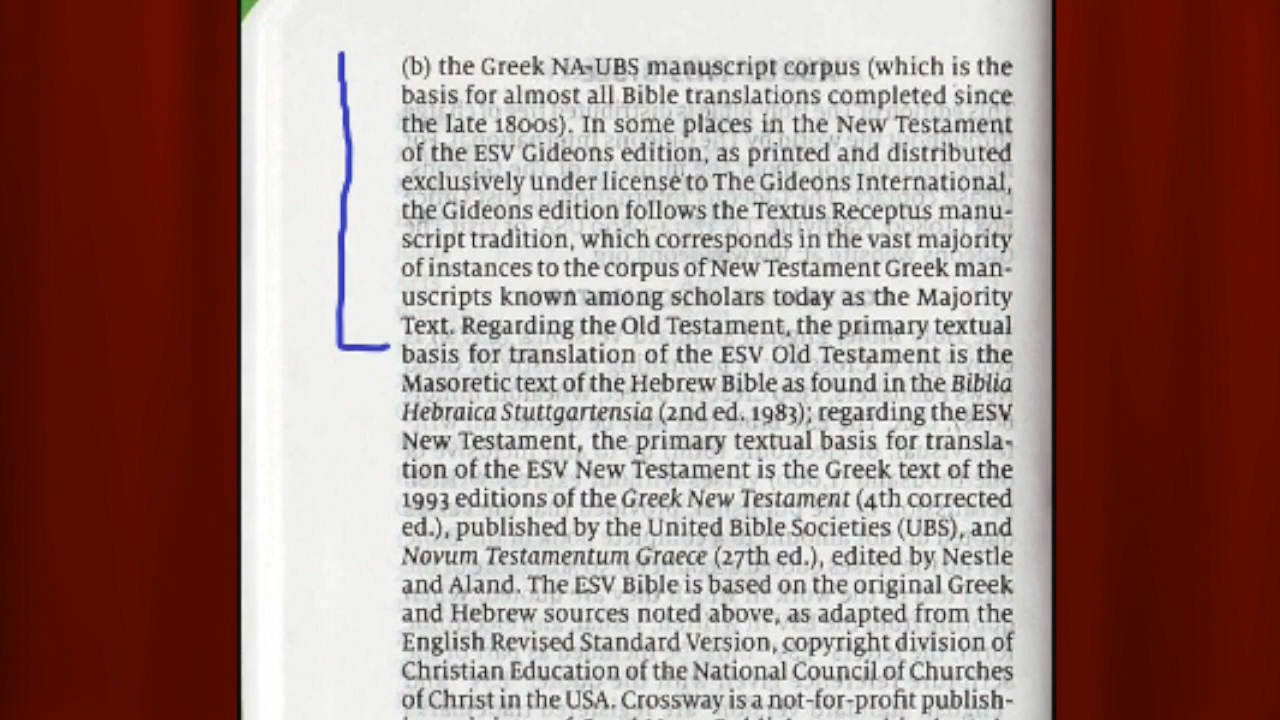 (b) the Greek NA-UBS manuscript corpus (which is the
basis for almost all Bible translations completed since
the late 1800s). In some places in the New Testament
of the ESV Gideons edition, as printed and distributed
exclusively under license to The Gideons International,
the Gideons edition follows the Textus Receptus manu-
script tradition, which corresponds in the vast majority
of instances to the corpus of New Testament Greek man-
uscripts known among scholars today as the Majority
Text. Regarding the Old Testament, the primary textual
basis for translation of the ESV Old Testament is the
Masoretic text of the Hebrew Bible as found in the Biblia
Hebraica Stuttgartensia (2nd ed. 1983); regarding the ESV
New Testament, the primary textual basis for transla-
tion of the ESV New Testament is the Greek text of the
1993 editions of the Greek New Testament (4th corrected
ed.), published by the United Bible Societies (UBS), and
Novum Testamentum Graece (27th ed.), edited by Nestle
and Aland. The ESV Bible is based on the original Greek
and Hebrew sources noted above, as adapted from the
English Revised Standard Version, copyright division of
Christian Education of the National Council of Churches
of Christ in the USA. Crossway is a not-for-profit publish-